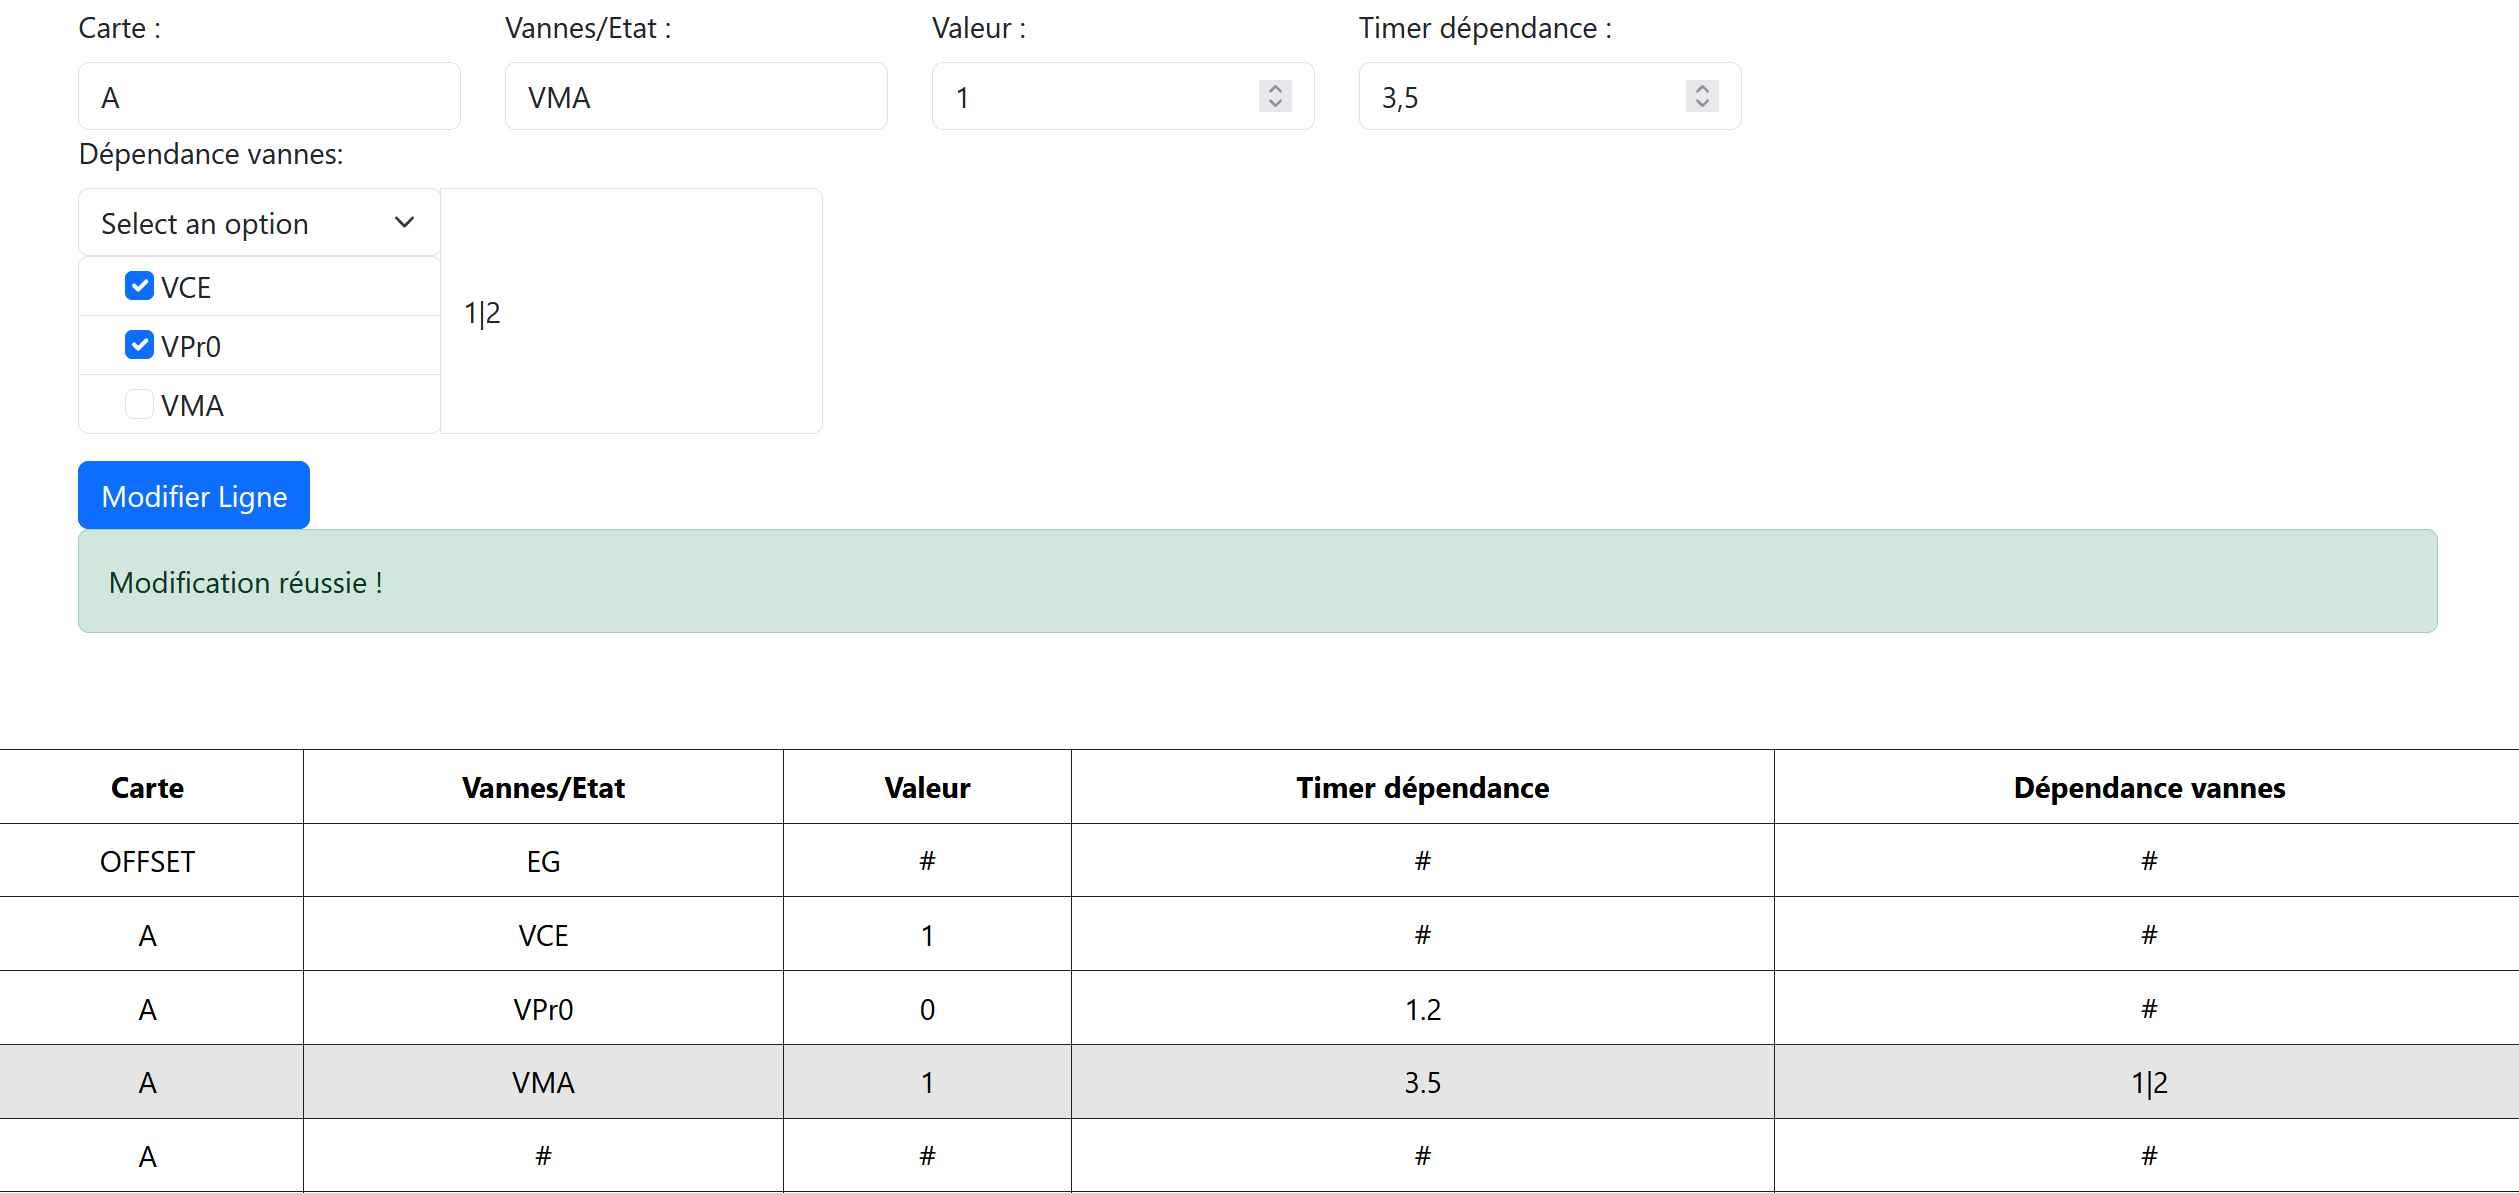 Carte : Vannes/Etat : Valeur : Timer dépendance :
A VMA 1 3,5
Dépendance vannes:
Select an option
VCE
VPr0
VMA
1|2
Modifier Ligne
Modification réussie !
Carte Vannes/Etat Valeur Timer dépendance Dépendance vannes
OFFSET EG # # #
A VCE 1 # #
A VPr0 0 1.2 #
A VMA 1 3.5 1|2
A # # # #